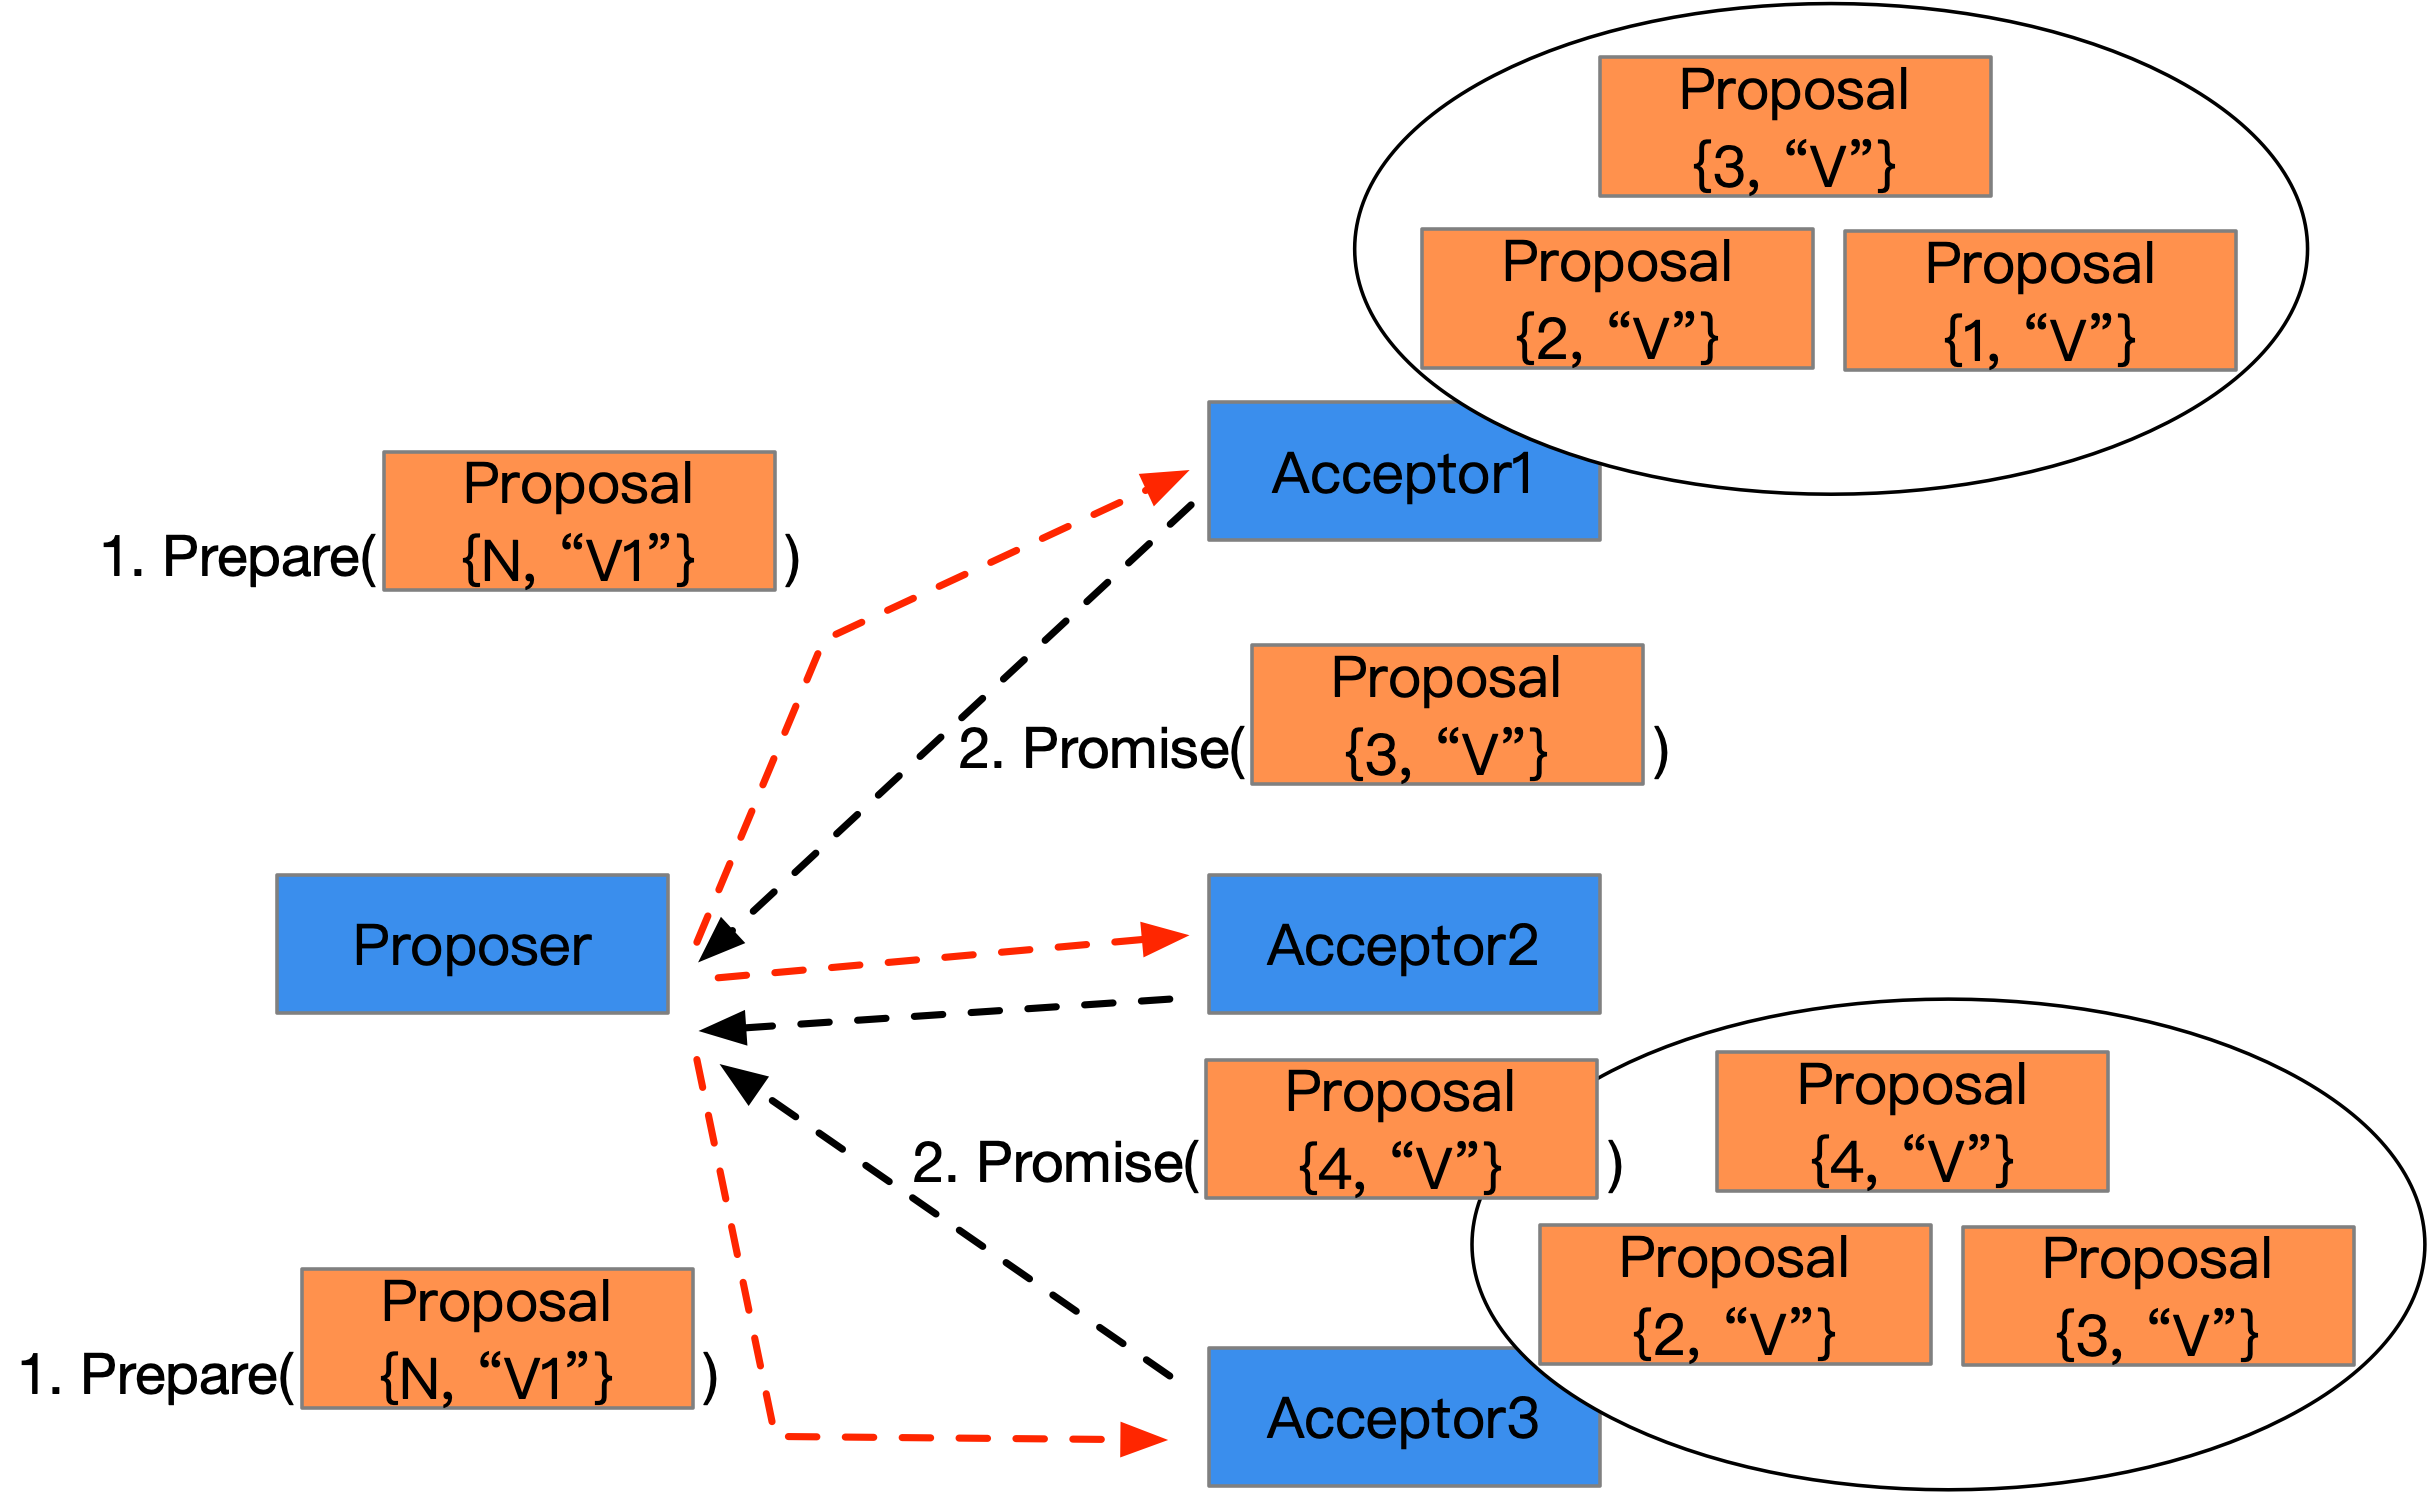 Proposal
{3, “V”}
Proposal
{2, “V”}
Proposal
{1, “V”}
Acceptor1
1. Prepare(
Proposal
{N, “V1”}
)
2. Promise(
Proposal
{3, “V”}
)
Proposer
Acceptor2
2. Promise(
Proposal
{4, “V”}
)
Proposal
{4, “V”}
Proposal
{2, “V”}
Proposal
{3, “V”}
1. Prepare(
Proposal
{N, “V1”}
)
Acceptor3